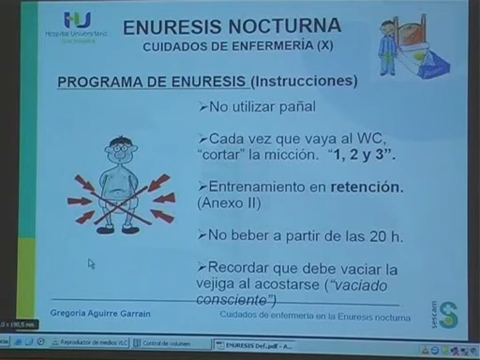 Hospital Universitario
ENURESIS NOCTURNA
CUIDADOS DE ENFERMERÍA (X)
PROGRAMA DE ENURESIS (Instrucciones)
➢No utilizar pañal
➢Cada vez que vaya al WC,
“cortar” la micción. “1, 2 y 3”.
➢Entrenamiento en retención.
(Anexo II)
➢No beber a partir de las 20 h.
➢Recordar que debe vaciar la
vejiga al acostarse (“vaciado
consciente”)
Gregoria Aguirre Garrain
Cuidados de enfermería en la Enuresis nocturna
sescam
Reproductor de medios VLC
Control de volumen
ENURESIS Def.pdf - A...